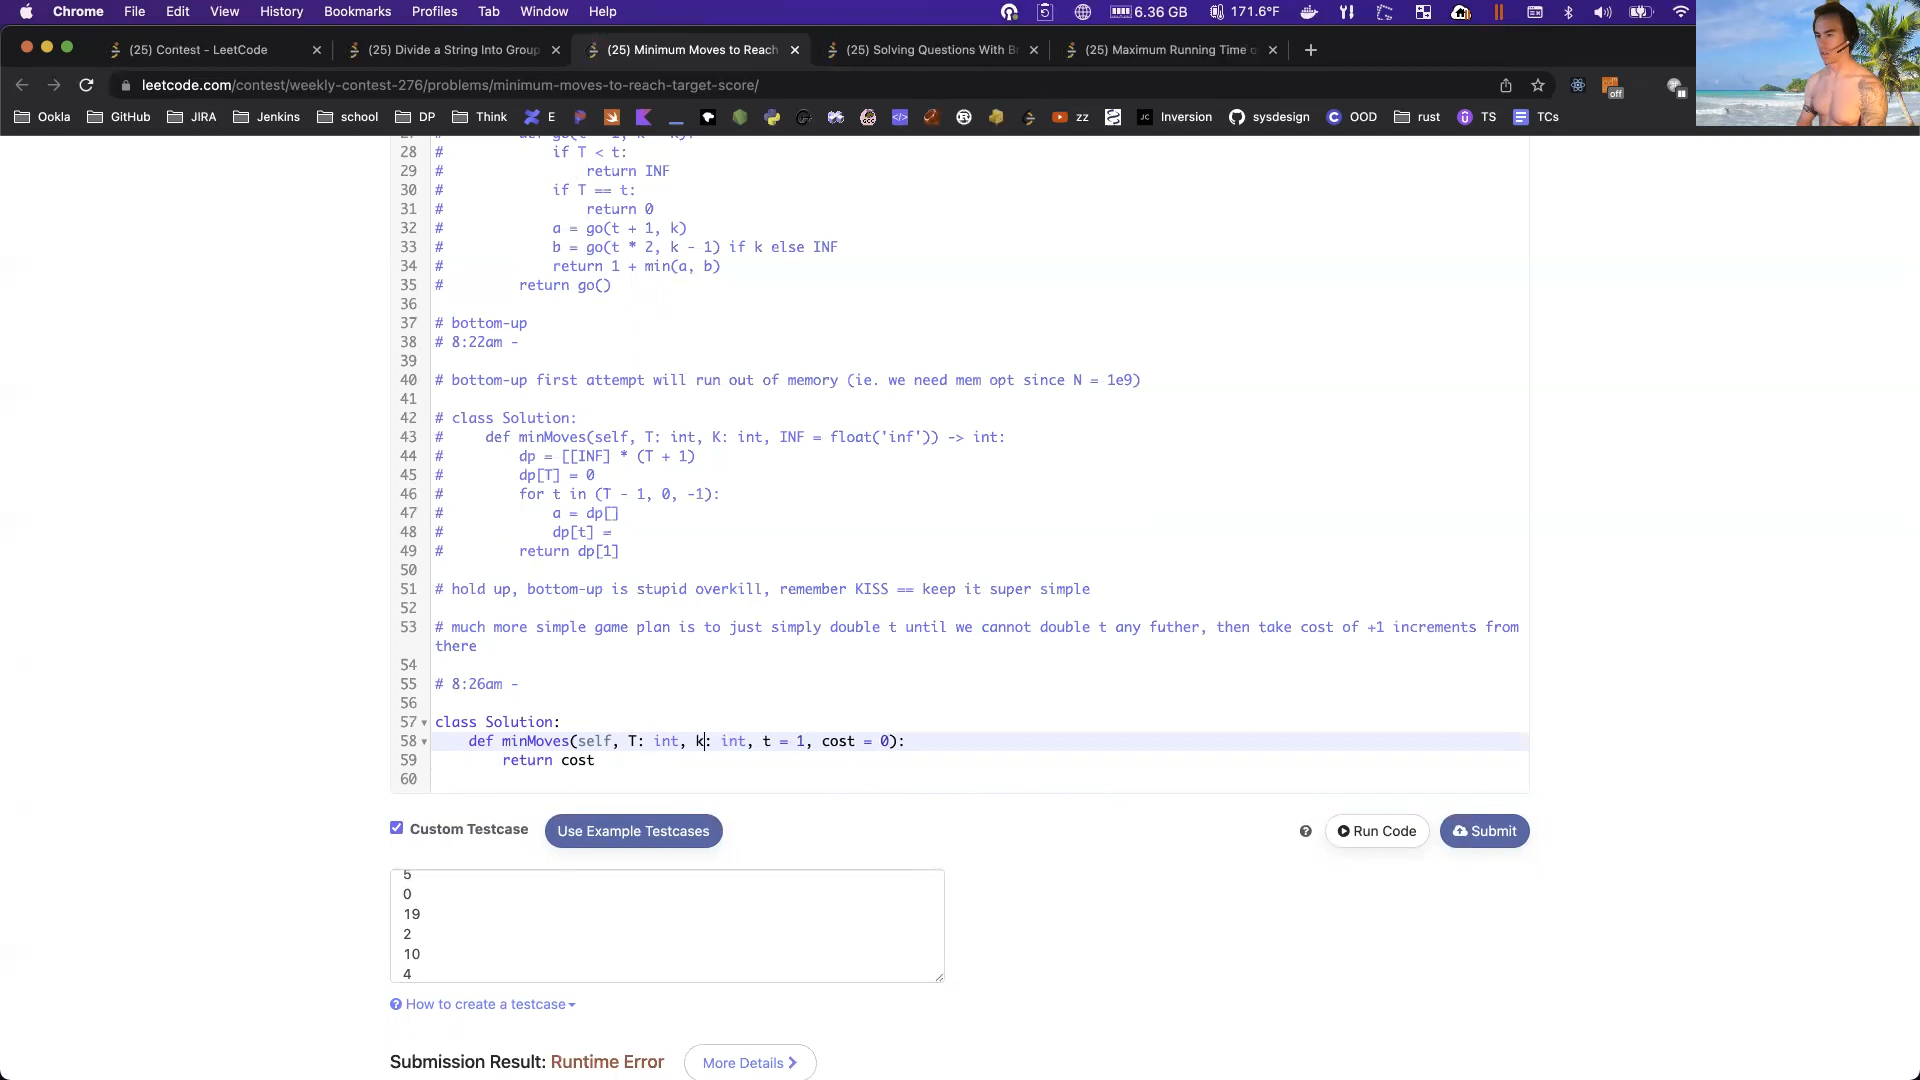 Chrome File Edit View History Bookmarks Profiles Tab Window Help 6.36 GB 171.6°F
(25) Contest - LeetCode (25) Divide a String Into Group (25) Minimum Moves to Reach (25) Solving Questions With Br (25) Maximum Running Time o
leetcode.com/contest/weekly-contest-276/problems/minimum-moves-to-reach-target-score/ off
Ookla GitHub JIRA Jenkins school DP Think E zz JC Inversion sysdesign OOD rust TS TCs
28 # if T < t:
29 # return INF
30 # if T == t:
31 # return 0
32 # a = go(t + 1, k)
33 # b = go(t * 2, k - 1) if k else INF
34 # return 1 + min(a, b)
35 # return go()
36
37 # bottom-up
38 # 8:22am -
39
40 # bottom-up first attempt will run out of memory (ie. we need mem opt since N = 1e9)
41
42 # class Solution:
43 # def minMoves(self, T: int, K: int, INF = float('inf')) -> int:
44 # dp = [[INF] * (T + 1)
45 # dp[T] = 0
46 # for t in (T - 1, 0, -1):
47 # a = dp[]
48 # dp[t] =
49 # return dp[1]
50
51 # hold up, bottom-up is stupid overkill, remember KISS == keep it super simple
52
53 # much more simple game plan is to just simply double t until we cannot double t any futher, then take cost of +1 increments from
there
54
55 # 8:26am -
56
57 class Solution:
58 def minMoves(self, T: int, k: int, t = 1, cost = 0):
59 return cost
60
Custom Testcase Use Example Testcases Run Code Submit
5
0
19
2
10
4
How to create a testcase
Submission Result: Runtime Error More Details